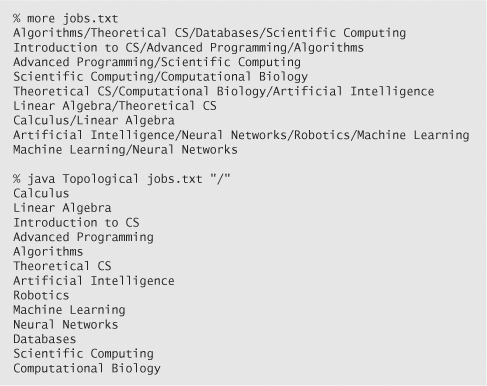 % more jobs.txt
Algorithms/Theoretical CS/Databases/Scientific Computing
Introduction to CS/Advanced Programming/Algorithms
Advanced Programming/Scientific Computing
Scientific Computing/Computational Biology
Theoretical CS/Computational Biology/Artificial Intelligence
Linear Algebra/Theoretical CS
Calculus/Linear Algebra
Artificial Intelligence/Neural Networks/Robotics/Machine Learning
Machine Learning/Neural Networks
% java Topological jobs.txt "/"
Calculus
Linear Algebra
Introduction to CS
Advanced Programming
Algorithms
Theoretical CS
Artificial Intelligence
Robotics
Machine Learning
Neural Networks
Databases
Scientific Computing
Computational Biology